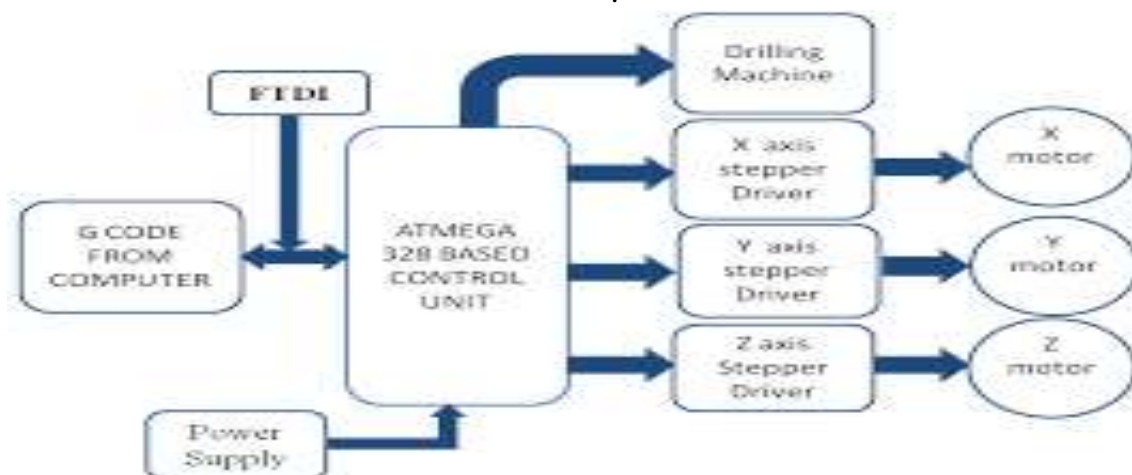 Drilling
Machine
FTDI
X axis
stepper
Driver
X
motor
G CODE
FROM
COMPUTER
ATMEGA
328 BASED
CONTROL
UNIT
Y axis
stepper
Driver
Y
motor
Z axis
Stepper
Driver
Z
motor
Power
Supply